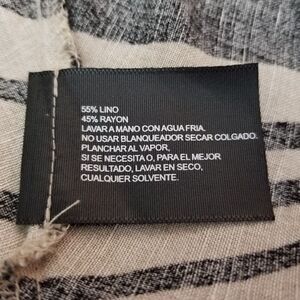 55% LINO
45% RAYON
LAVAR A MANO CON AGUA FRIA.
NO USAR BLANQUEADOR SECAR COLGADO.
PLANCHAR AL VAPOR.
SI SE NECESITA O, PARA EL MEJOR
RESULTADO, LAVAR EN SECO,
CUALQUIER SOLVENTE.